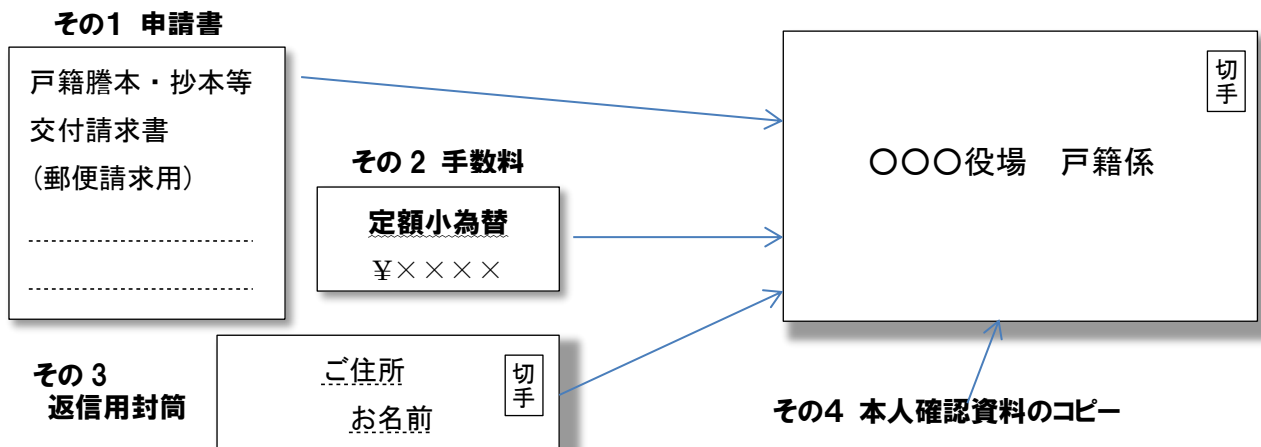 その1 申請書
戸籍謄本・抄本等
交付請求書
(郵便請求用)
その2 手数料
定額小為替
¥××××
その3
返信用封筒
ご住所
お名前
切手
切手
〇〇〇役場 戸籍係
その4 本人確認資料のコピー